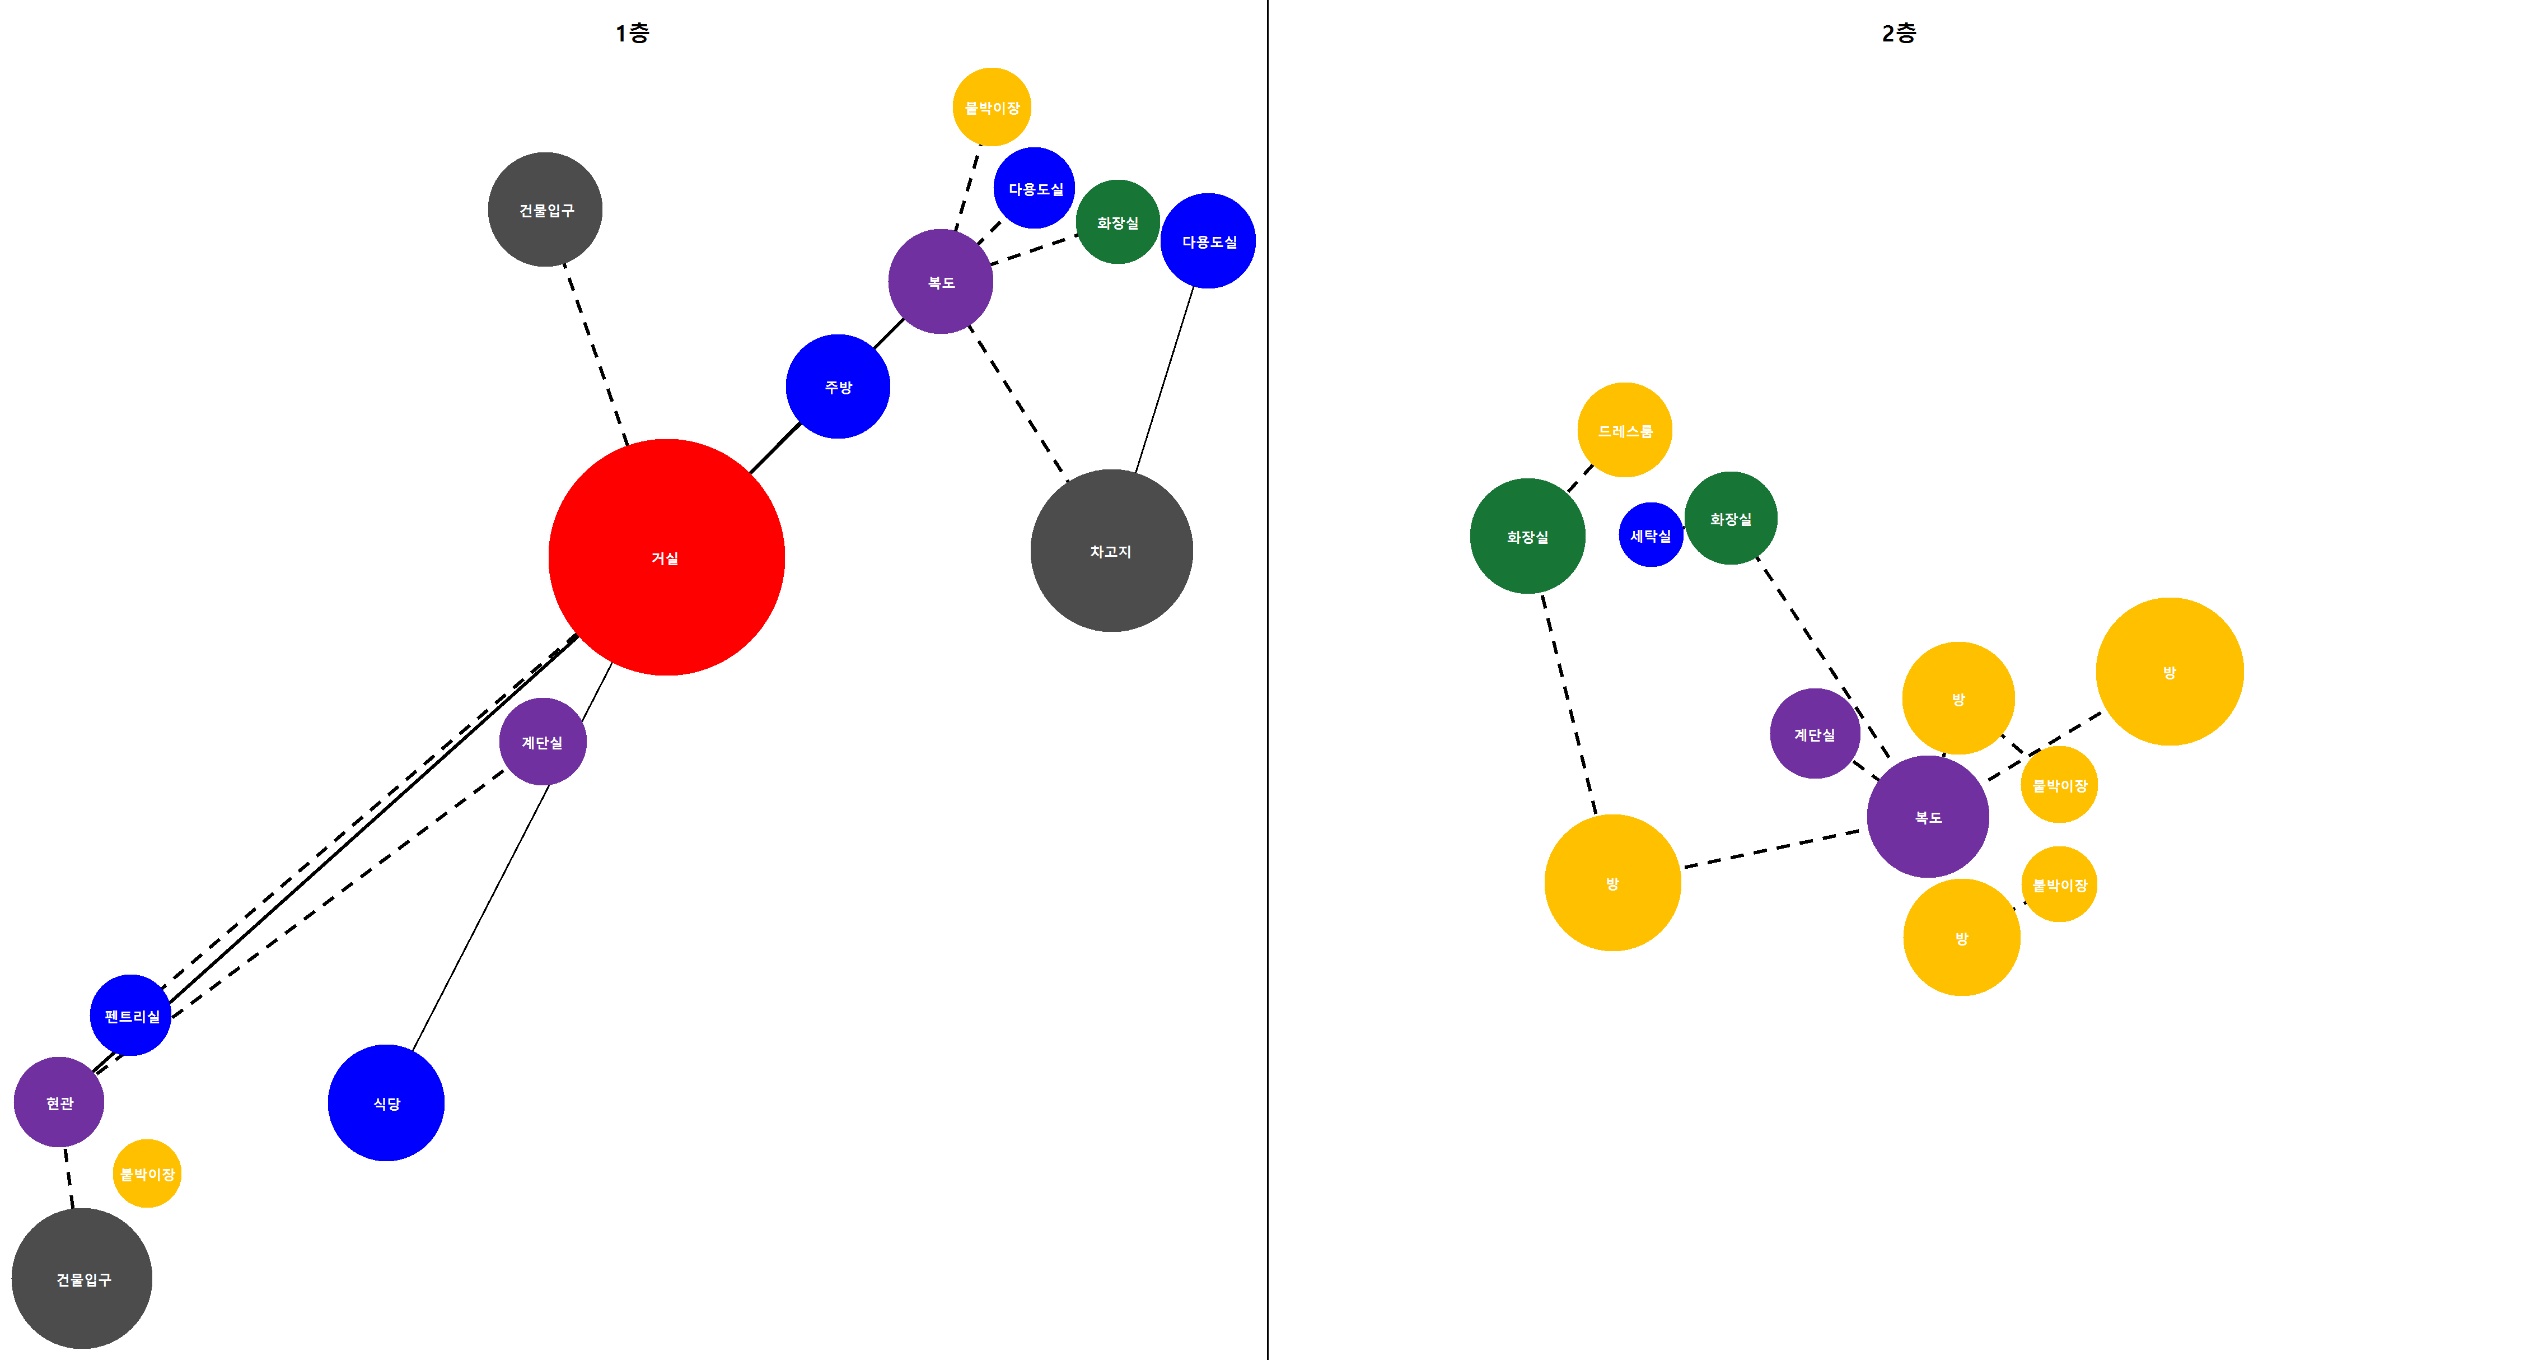 1층
붙박이장
다용도실
건물입구
화장실
다용도실
복도
주방
거실
차고지
계단실
펜트리실
현관
식당
붙박이장
건물입구
2층
드레스룸
화장실
세탁실
화장실
방
방
계단실
붙박이장
복도
방
붙박이장
방